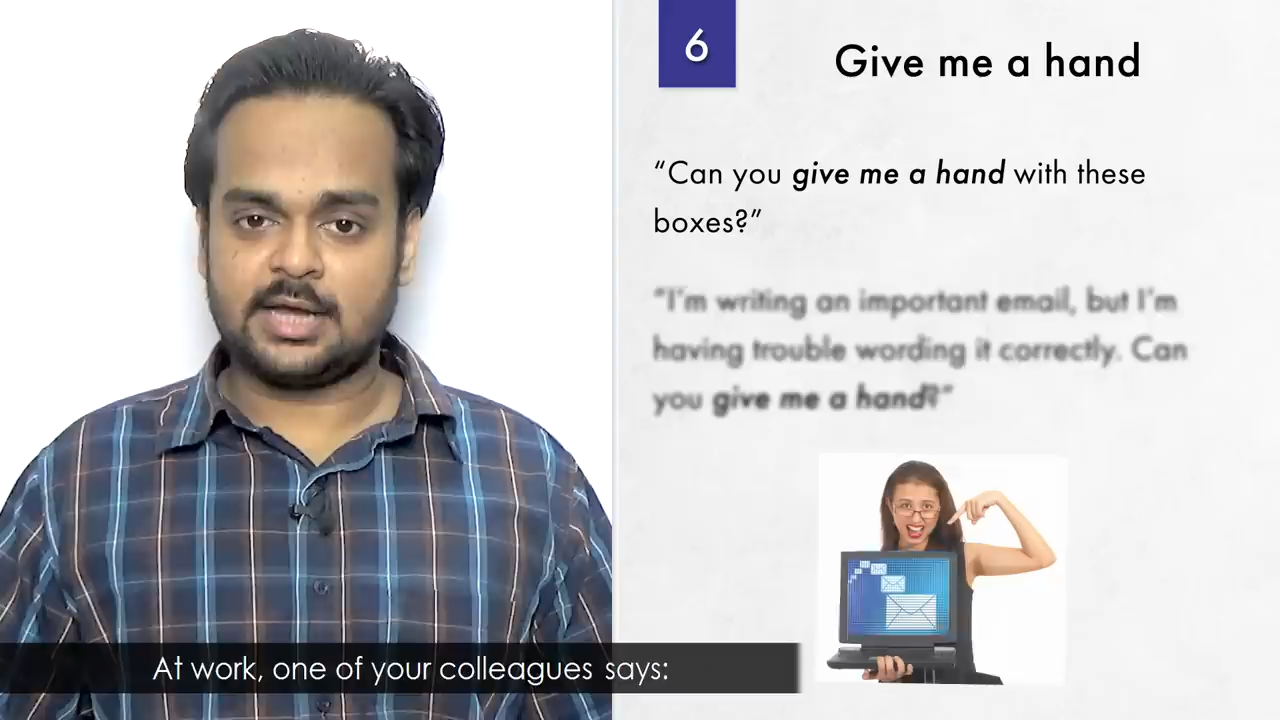 6
Give me a hand
“Can you give me a hand with these
boxes?”
“I’m writing an important email, but I’m
having trouble wording it correctly. Can
you give me a hand?”
At work, one of your colleagues says: